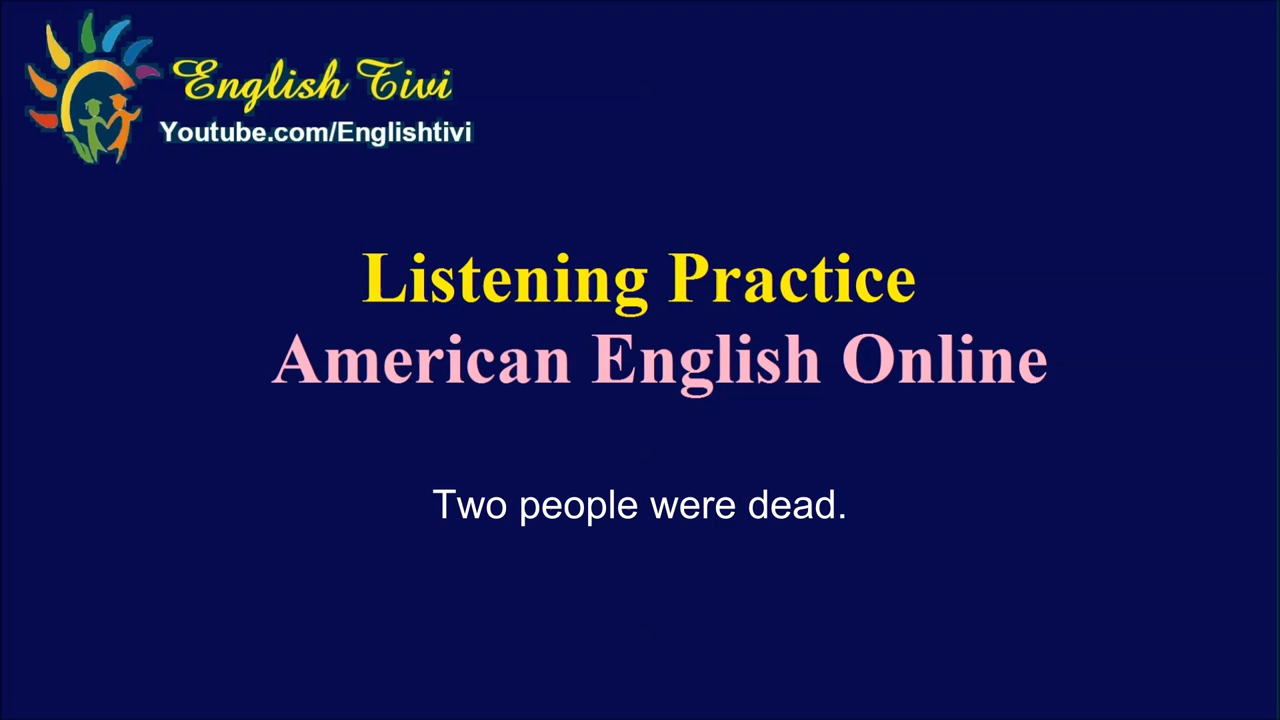 English Tivi
Youtube.com/Englishtivi
Listening Practice
American English Online
Two people were dead.